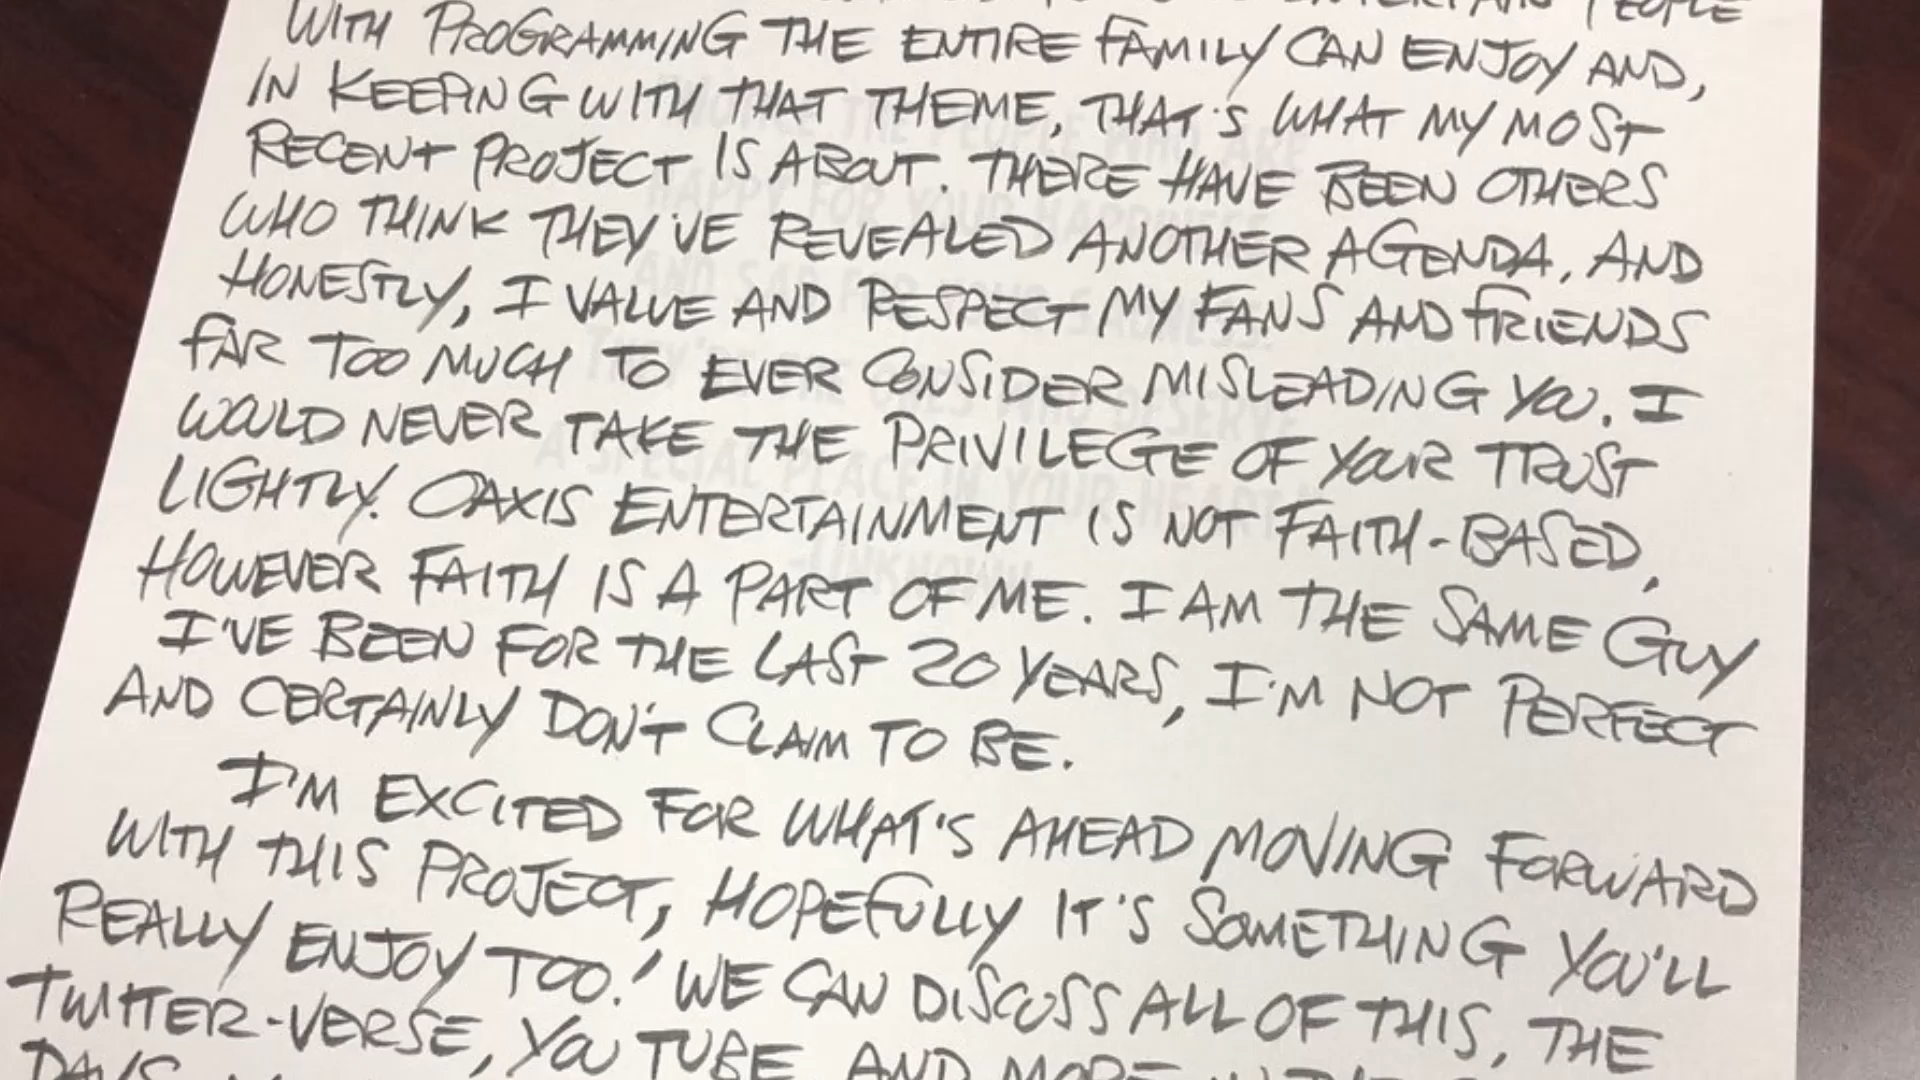 ENTERTAIN PEOPLE
WITH PROGRAMMING THE ENTIRE FAMILY CAN ENJOY AND,
IN KEEPING WITH THAT THEME, THAT'S WHAT MY MOST
RECENT PROJECT IS ABOUT. THERE HAVE BEEN OTHERS
WHO THINK THEY'VE REVEALED ANOTHER AGENDA, AND
HONESTLY, I VALUE AND RESPECT MY FANS AND FRIENDS
FAR TOO MUCH TO EVER CONSIDER MISLEADING YOU. I
WOULD NEVER TAKE THE PRIVILEGE OF YOUR TRUST
LIGHTLY. OAXIS ENTERTAINMENT IS NOT FAITH-BASED,
HOWEVER FAITH IS A PART OF ME. I AM THE SAME GUY
I'VE BEEN FOR THE LAST 20 YEARS, I'M NOT PERFECT
AND CERTAINLY DON'T CLAIM TO BE.
I'M EXCITED FOR WHAT'S AHEAD MOVING FORWARD
WITH THIS PROJECT, HOPEFULLY IT'S SOMETHING YOU'LL
REALLY ENJOY TOO! WE CAN DISCUSS ALL OF THIS, THE
TWITTER-VERSE, YOU TUBE, AND MORE IN THE
DAYS